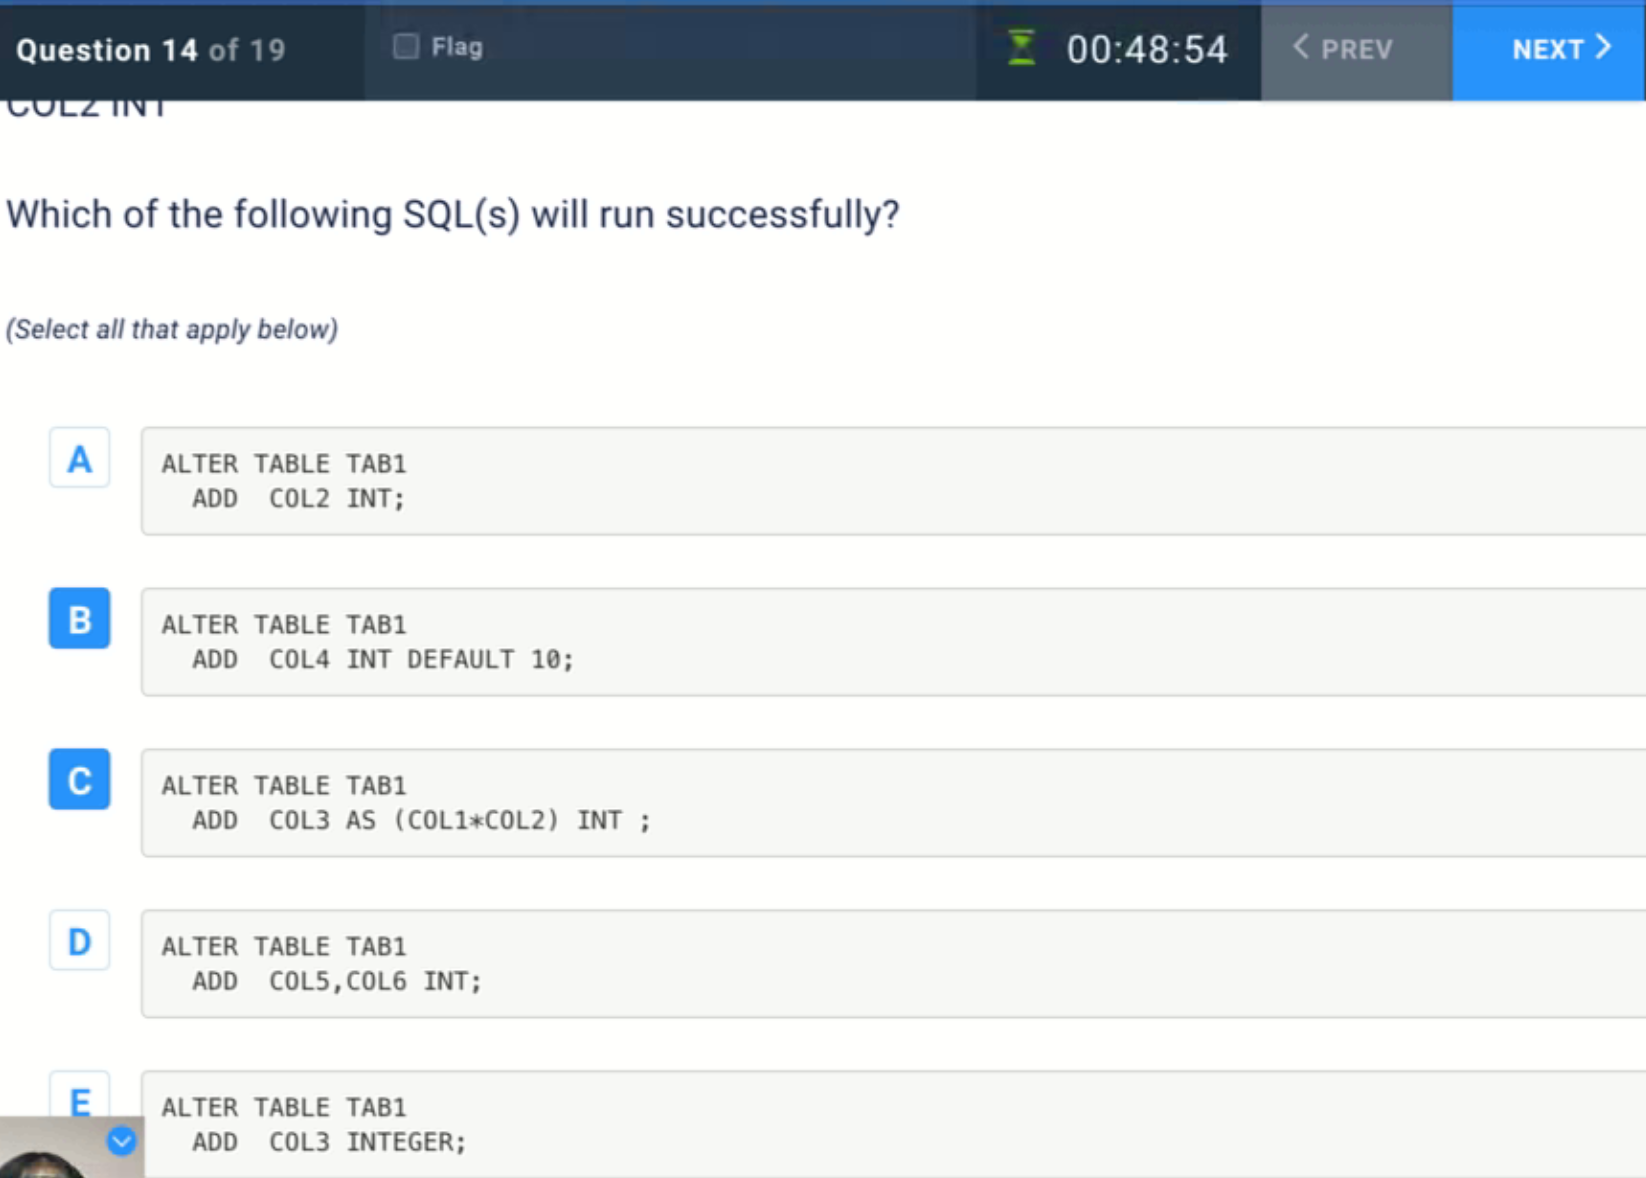 Question 14 of 19
Flag
00:48:54
PREV
NEXT
COL2 INT
Which of the following SQL(s) will run successfully?
(Select all that apply below)
A
ALTER TABLE TAB1
ADD  COL2 INT;
B
ALTER TABLE TAB1
ADD  COL4 INT DEFAULT 10;
C
ALTER TABLE TAB1
ADD  COL3 AS (COL1*COL2) INT ;
D
ALTER TABLE TAB1
ADD  COL5,COL6 INT;
E
ALTER TABLE TAB1
ADD  COL3 INTEGER;